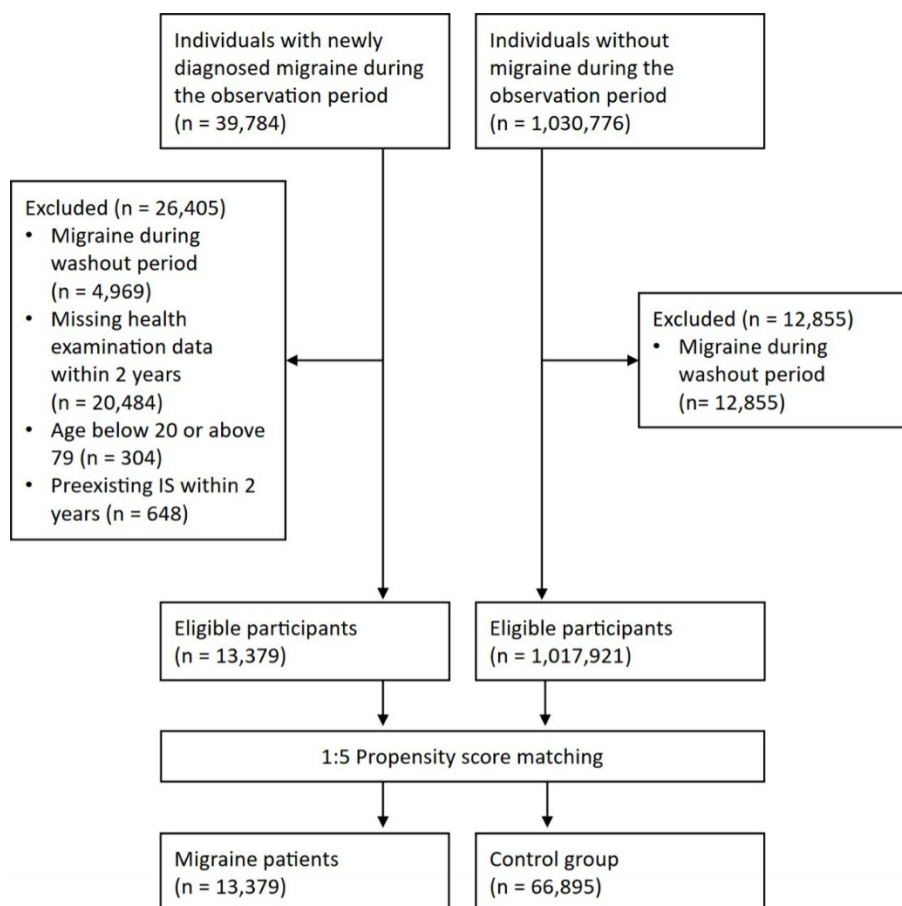 Individuals with newly
diagnosed migraine during
the observation period
(n = 39,784)
Individuals without
migraine during the
observation period
(n = 1,030,776)
Excluded (n = 26,405)
• Migraine during
washout period
(n = 4,969)
• Missing health
examination data
within 2 years
(n = 20,484)
• Age below 20 or above
79 (n = 304)
• Preexisting IS within 2
years (n = 648)
Excluded (n = 12,855)
• Migraine during
washout period
(n= 12,855)
Eligible participants
(n = 13,379)
Eligible participants
(n = 1,017,921)
1:5 Propensity score matching
Migraine patients
(n = 13,379)
Control group
(n = 66,895)